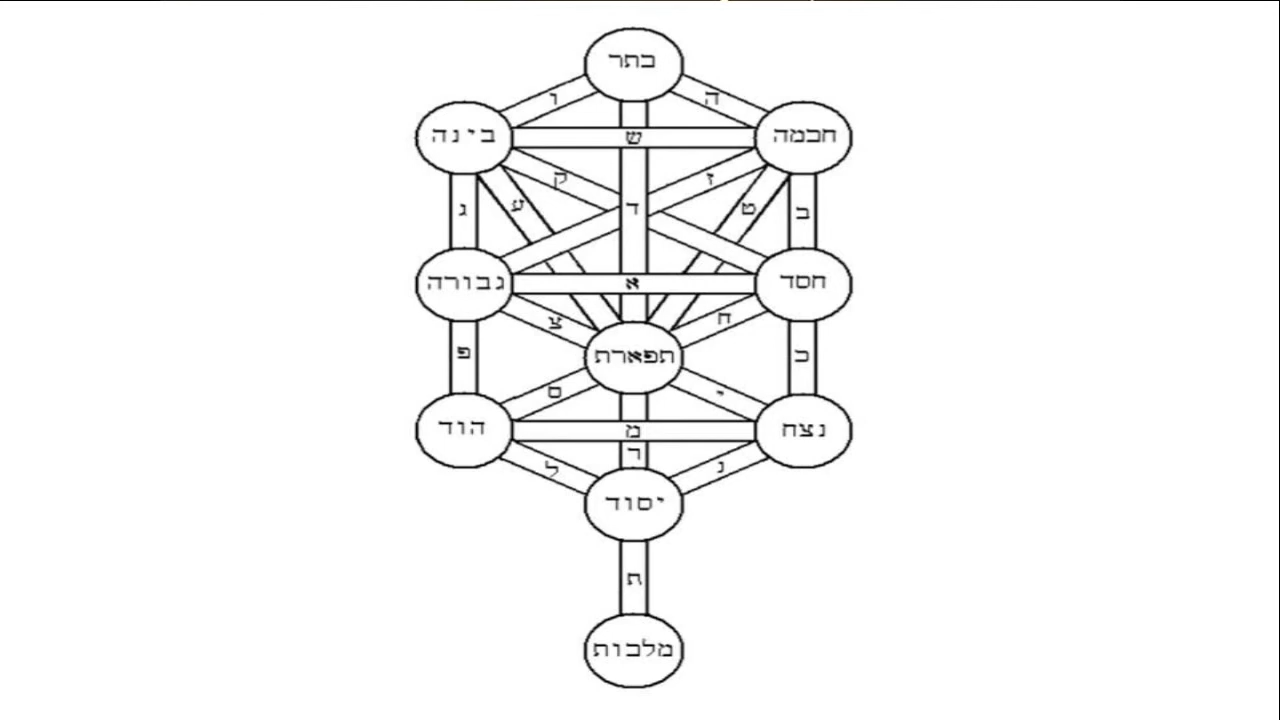 כתר
ה
ו
חכמה
ש
בינה
ז
ק
ב
ט
ד
ע
ג
חסד
א
גבורה
ח
צ
כ
תפארת
פ
י
ס
נצח
מ
הוד
ר
נ
ל
יסוד
ת
מלכות